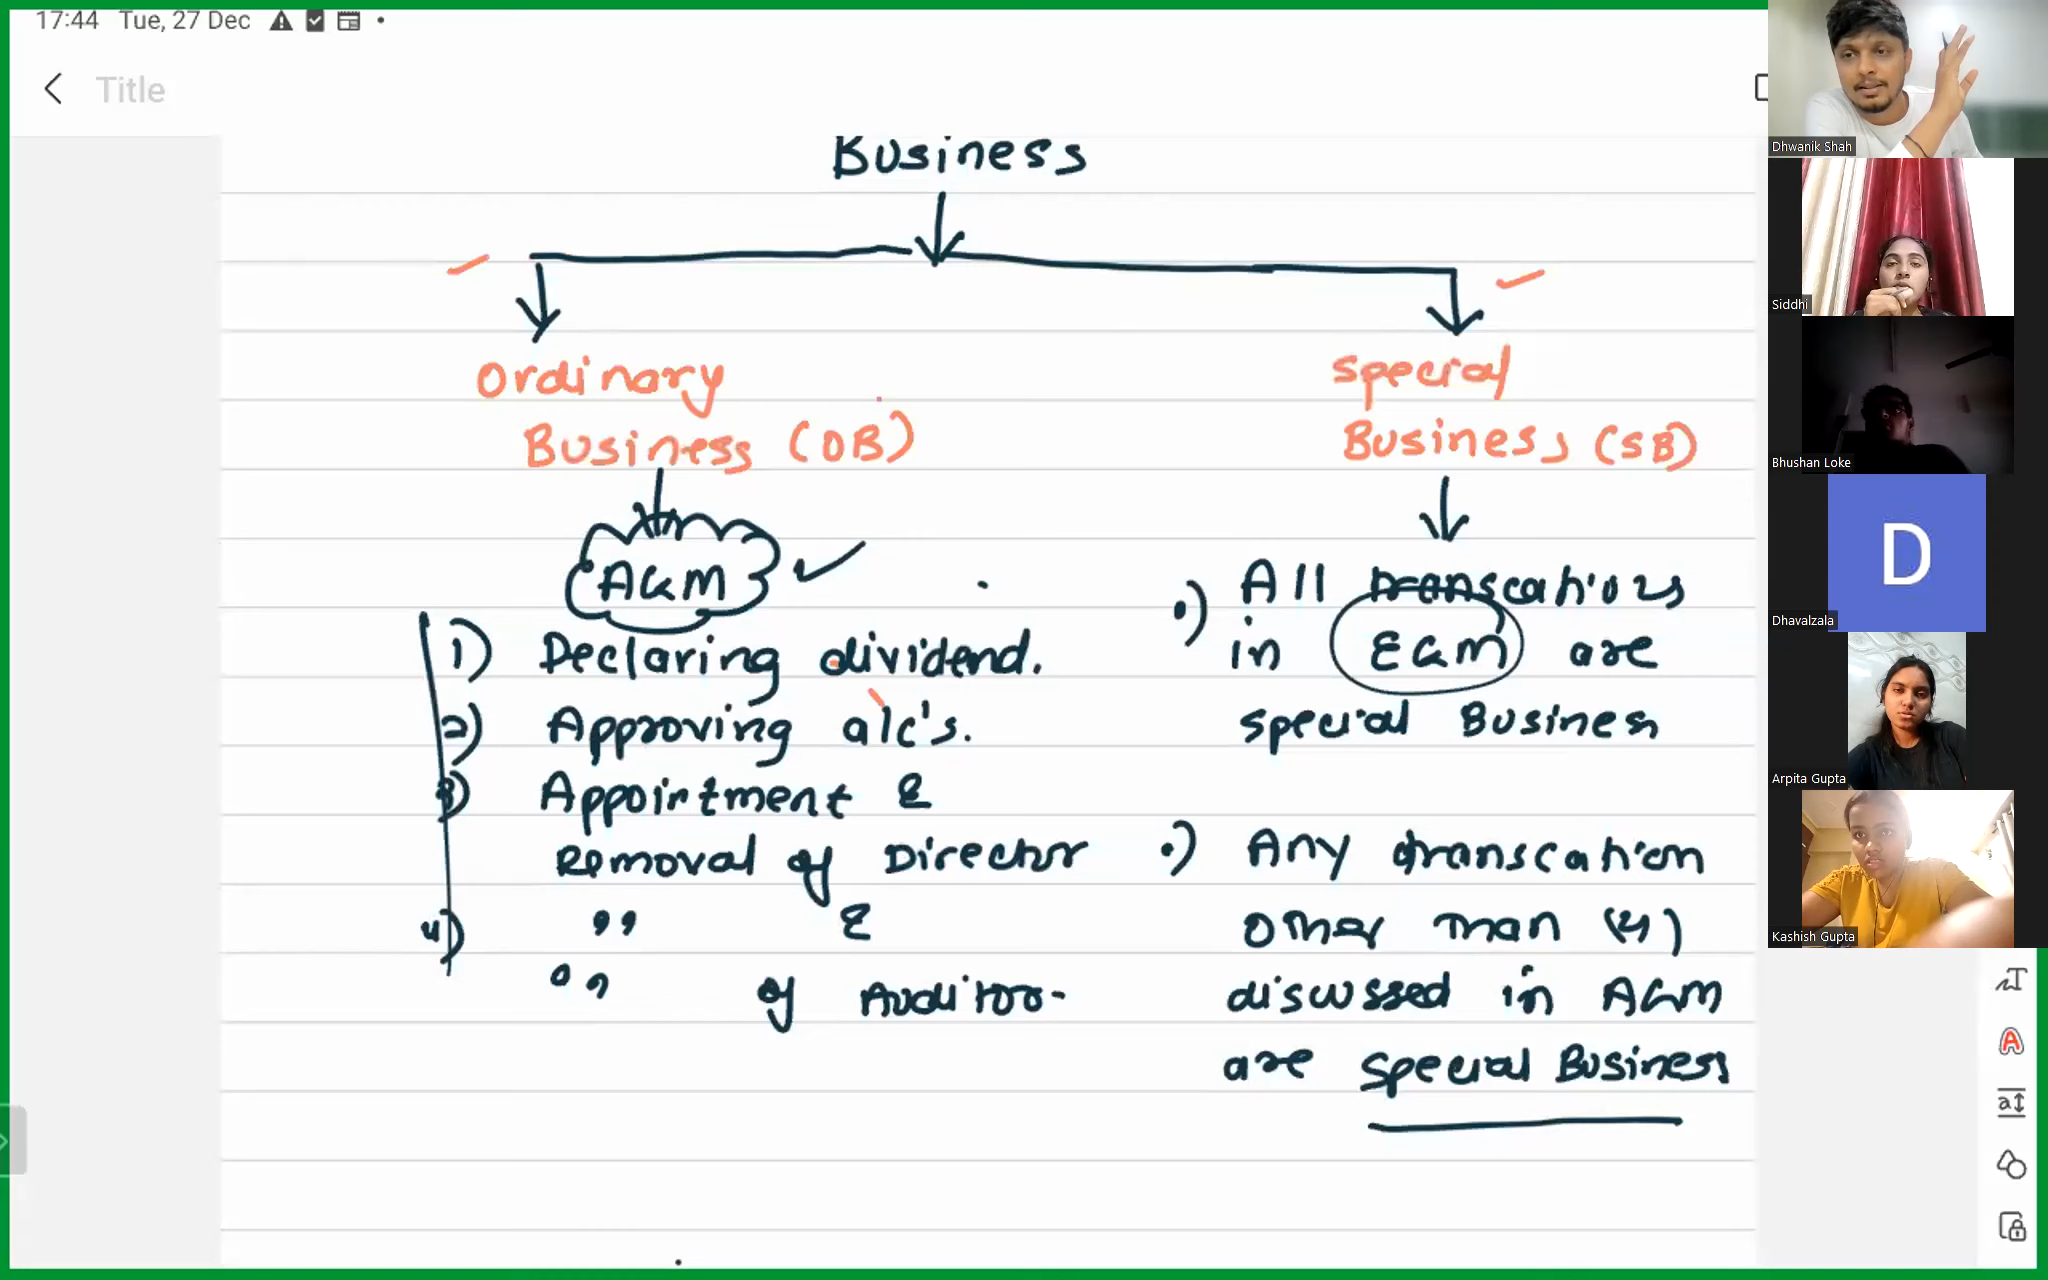 17:44 Tue, 27 Dec
Title
Business
Ordinary
Business (OB)
AGM
1) Declaring dividend.
2) Approving a/c's.
3) Appointment &
Removal of Director
4) ,, &
,, of Auditor-
Special
Business (SB)
•) All transcations
in EGM are
special Business
•) Any transcation
other than (4)
discussed in AGM
are special Business
Dhwanik Shah
Siddhi
Bhushan Loke
D
Dhavalzala
Arpita Gupta
Kashish Gupta